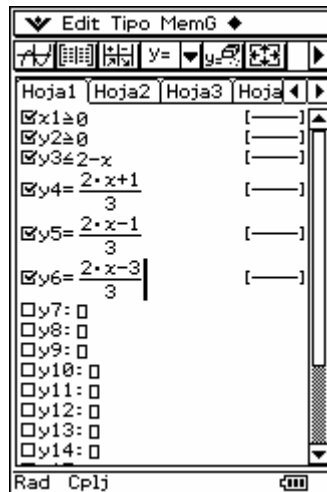 Edit Tipo MemG
y=
Hoja1 Hoja2 Hoja3 Hoja
x1≥0 [——]
y2≥0 [——]
y3≤2-x [——]
y4=2·x+1/3 [——]
y5=2·x-1/3 [——]
y6=2·x-3/3 [——]
y7:
y8:
y9:
y10:
y11:
y12:
y13:
y14:
Rad Cplj